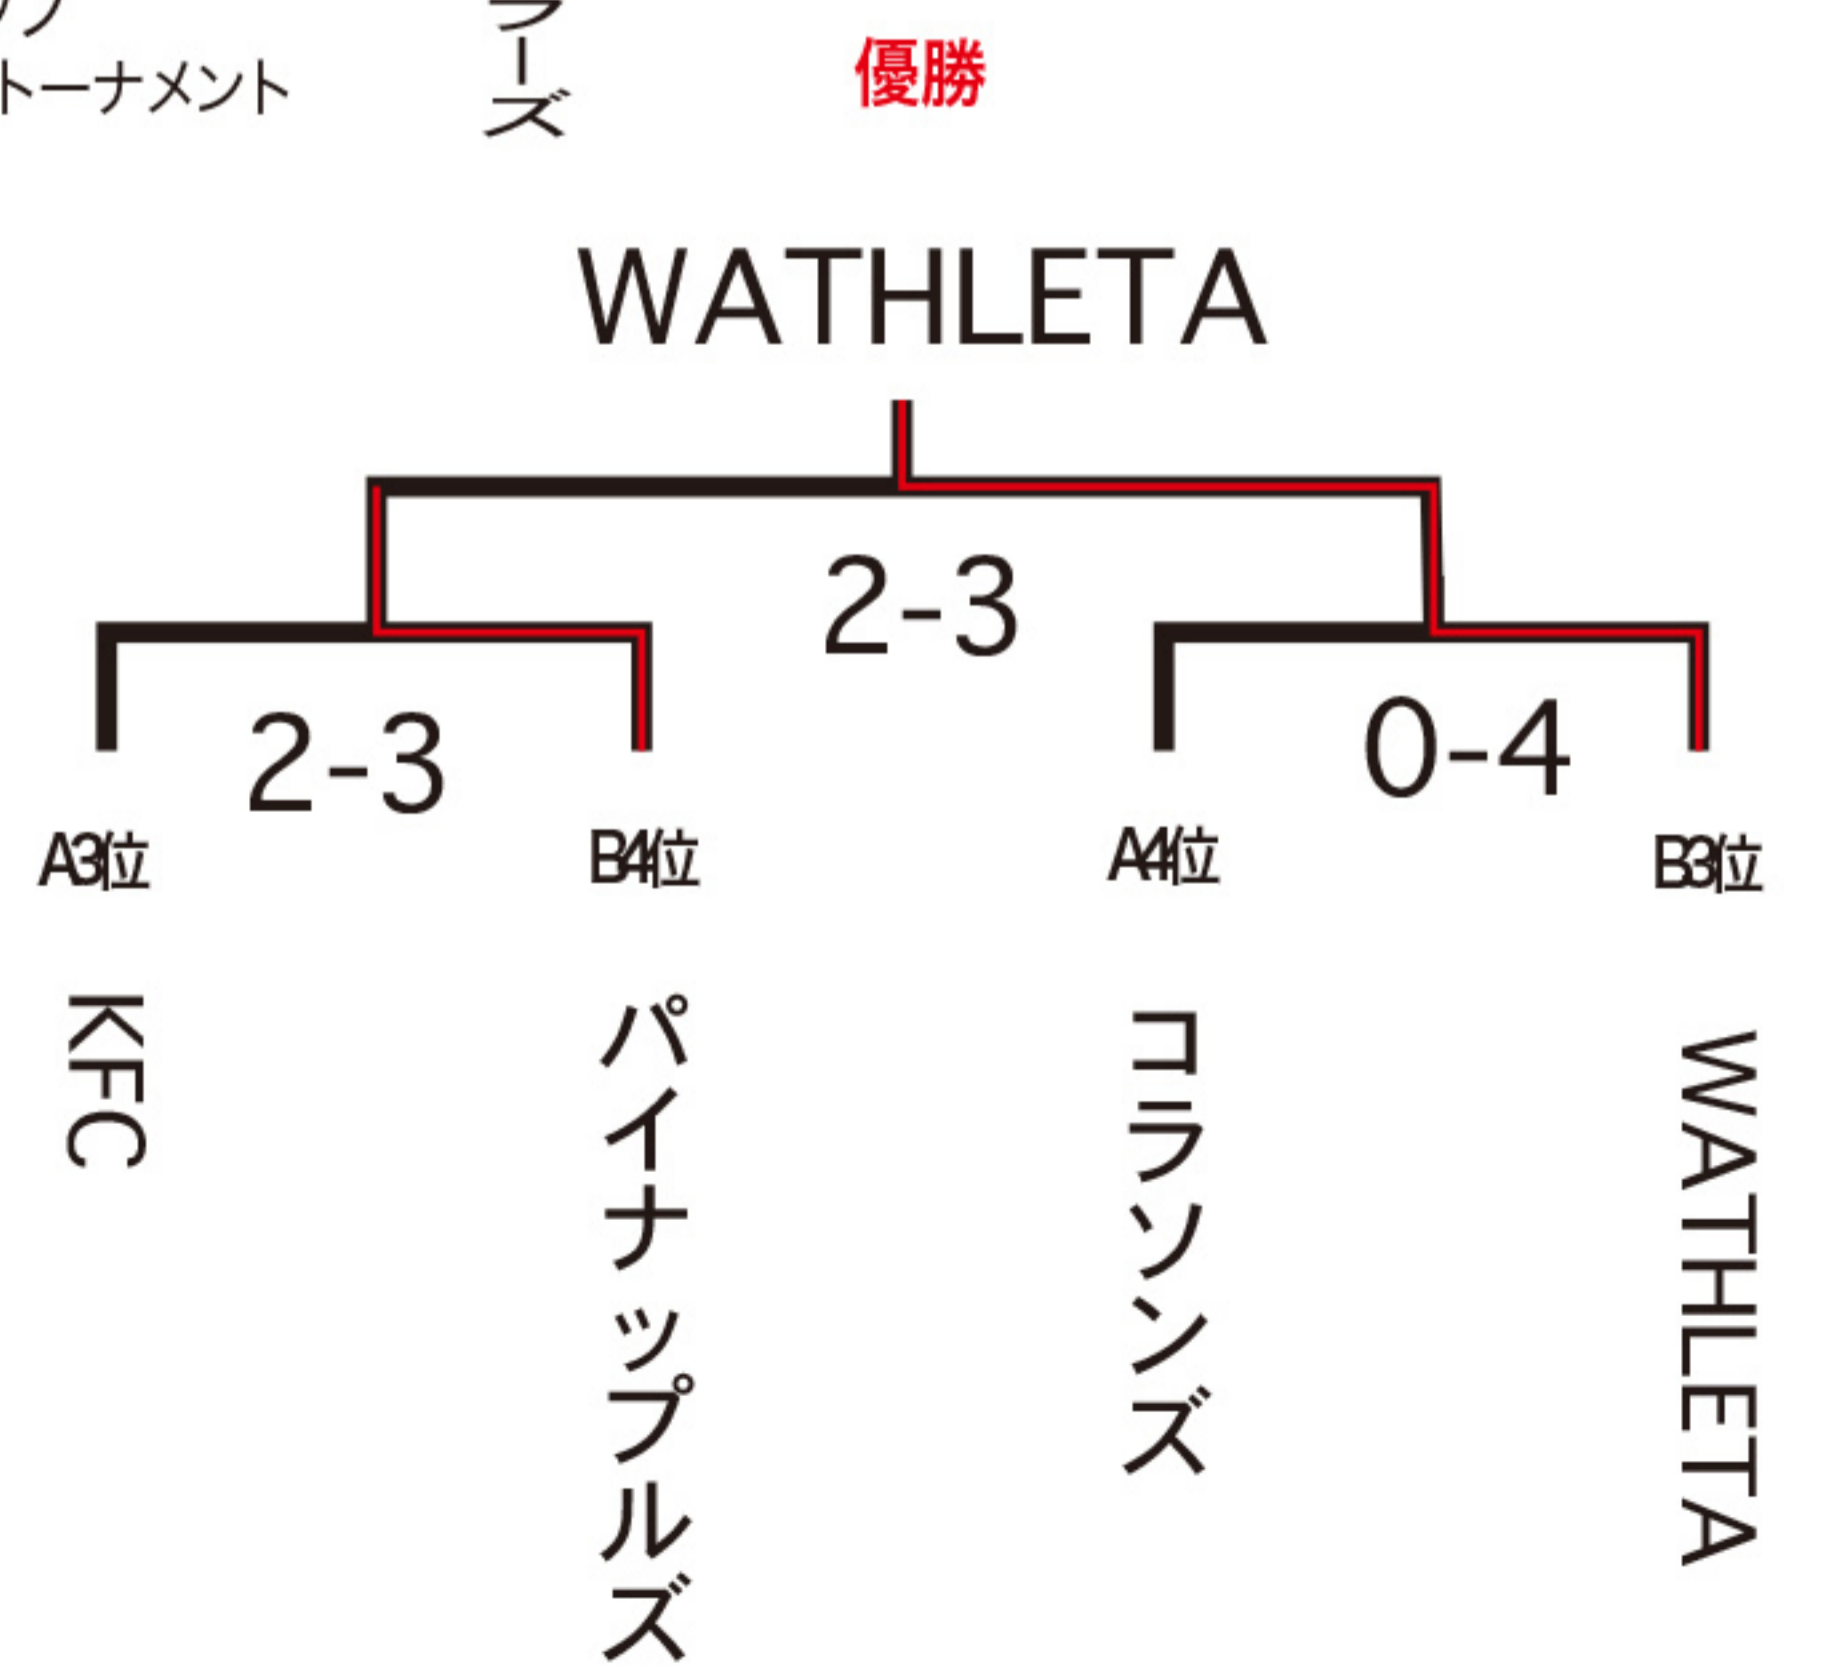 トーナメント
ーズ
優勝
WATHLETA
2-3
2-3
0-4
A3位
B4位
A4位
B3位
KFC
パイナップルズ
コラソンズ
WATHLETA